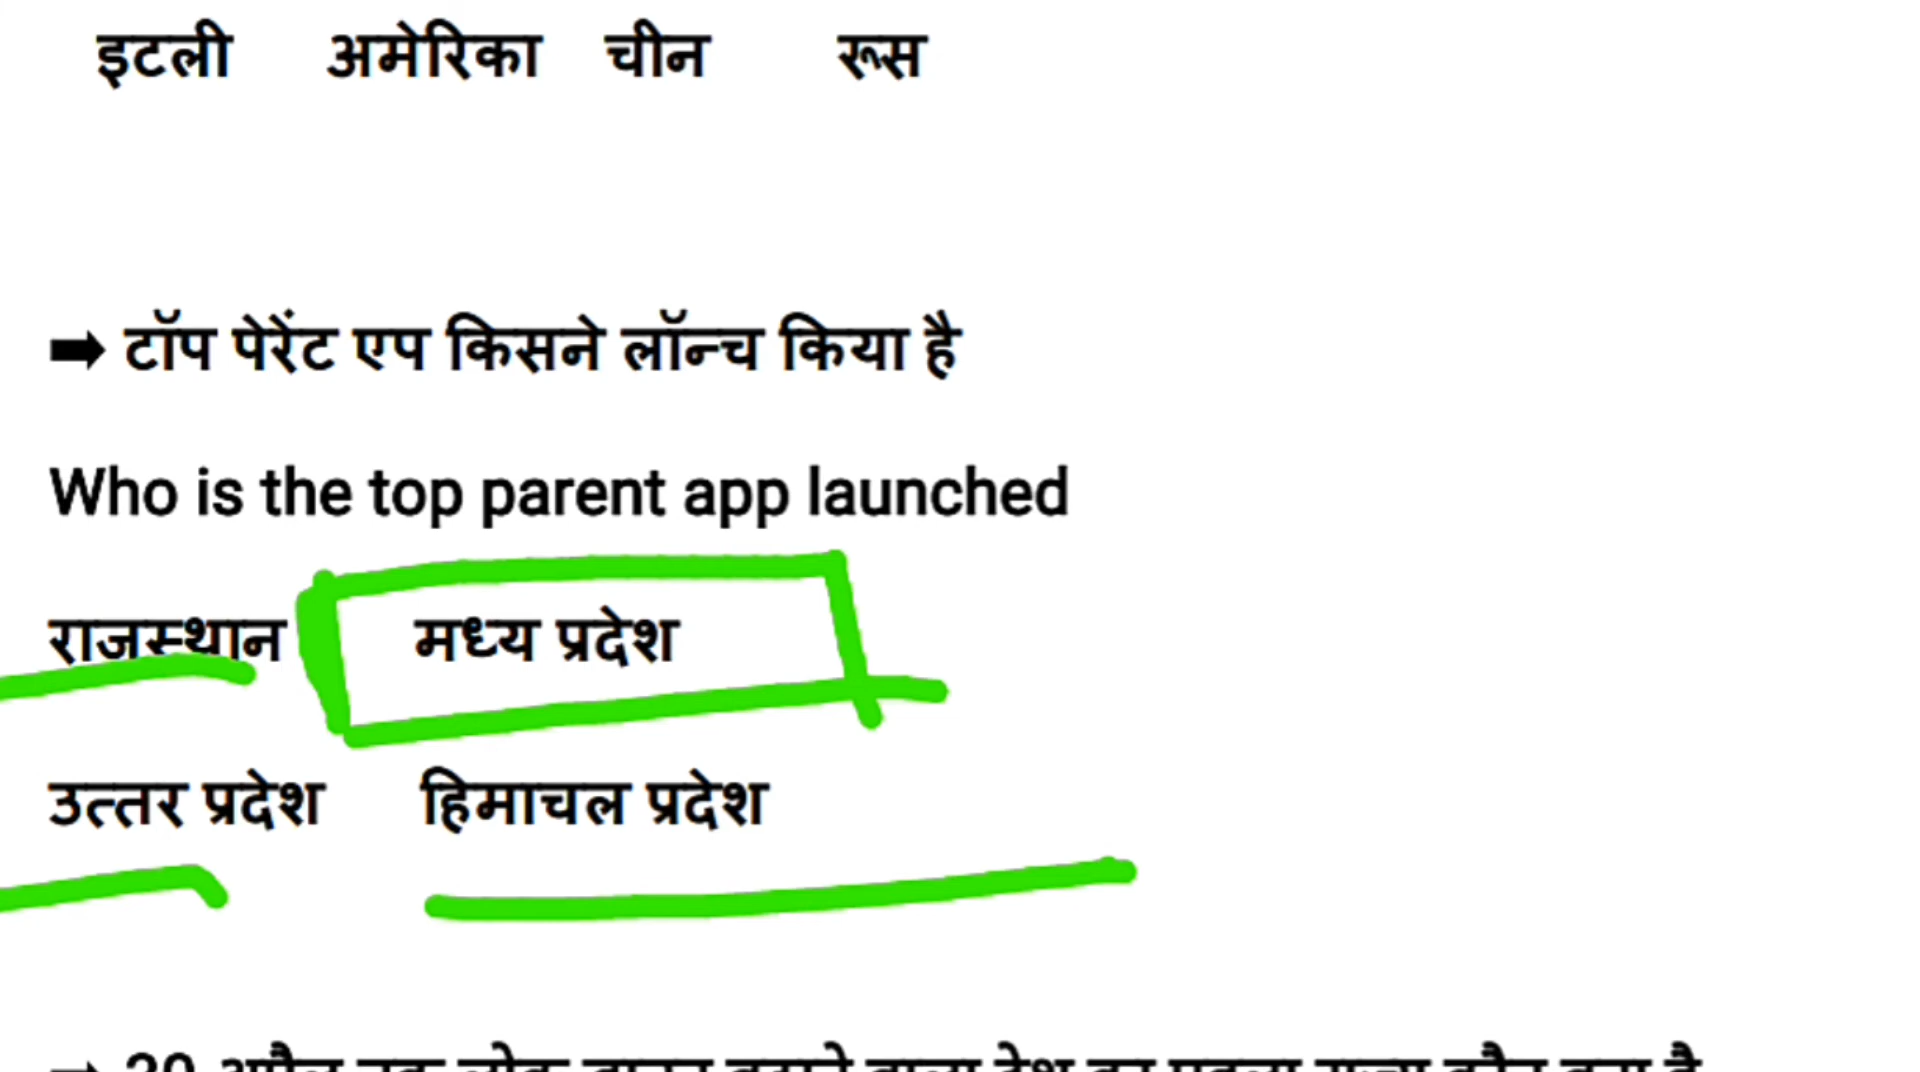 इटली अमेरिका चीन रूस
➡ टॉप पेरेंट एप किसने लॉन्च किया है
Who is the top parent app launched
राजस्थान मध्य प्रदेश
उत्तर प्रदेश हिमाचल प्रदेश